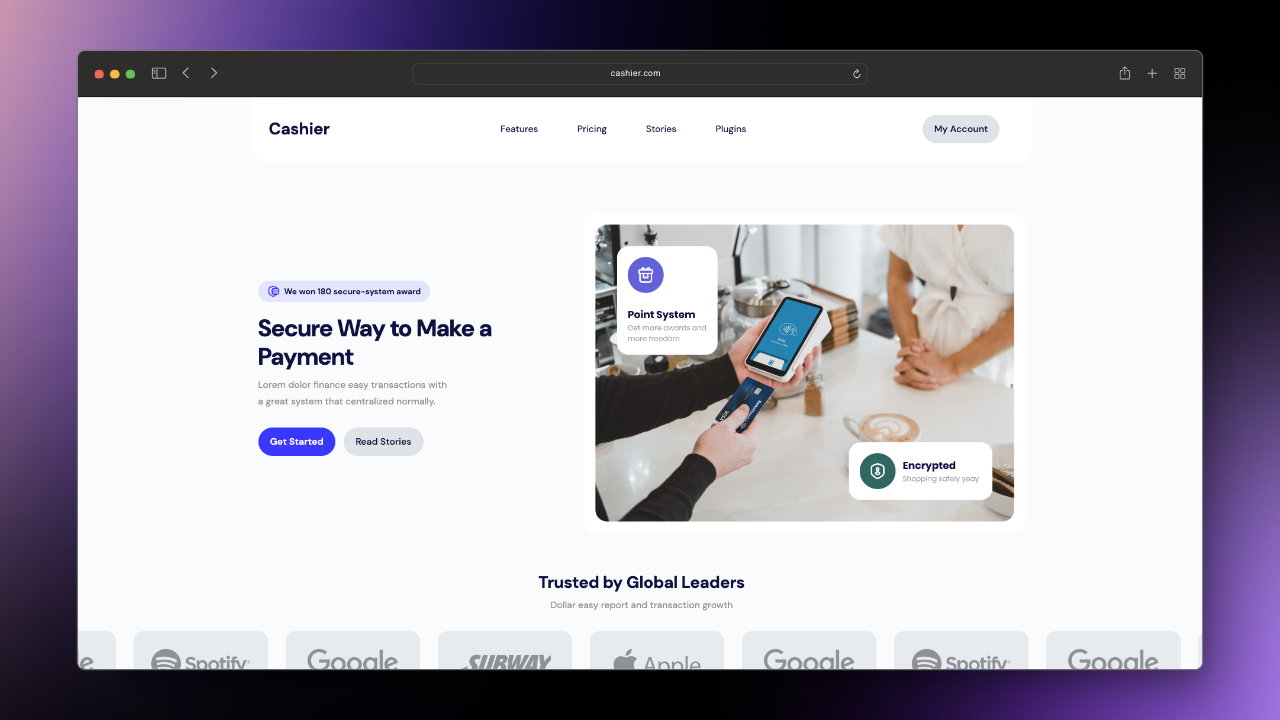 cashier.com
Cashier
Features
Pricing
Stories
Plugins
My Account
We won 180 secure-system award
Secure Way to Make a
Payment
Lorem dolor finance easy transactions with
a great system that centralized normally.
Get Started
Read Stories
Point System
Get more awards and
more freedom
VISA
Encrypted
Shopping safely yeay
Trusted by Global Leaders
Dollar easy report and transaction growth
Spotify
Google
SUBWAY
Apple
Google
Spotify
Google